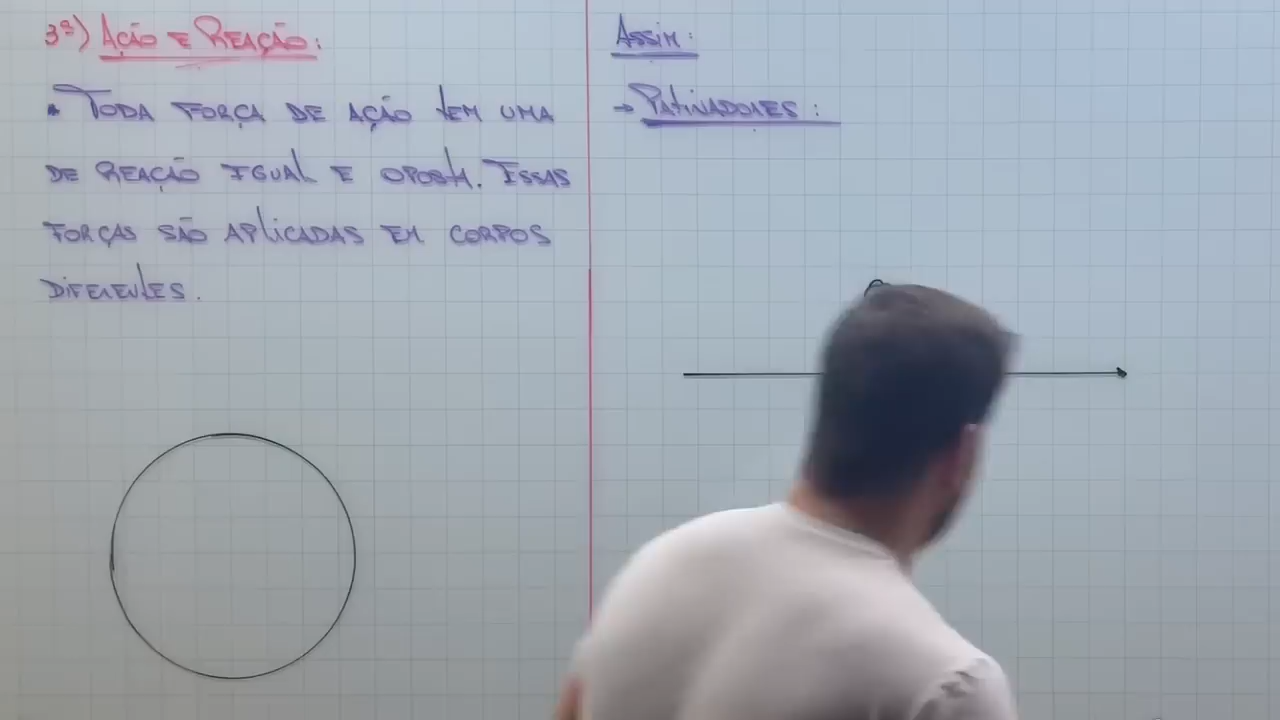 3ª) AÇÃO E REAÇÃO:
• TODA FORÇA DE AÇÃO TEM UMA
DE REAÇÃO IGUAL E OPOSTA. ESSAS
FORÇAS SÃO APLICADAS EM CORPOS
DIFERENTES.
ASSIM:
→ PATINADORES: